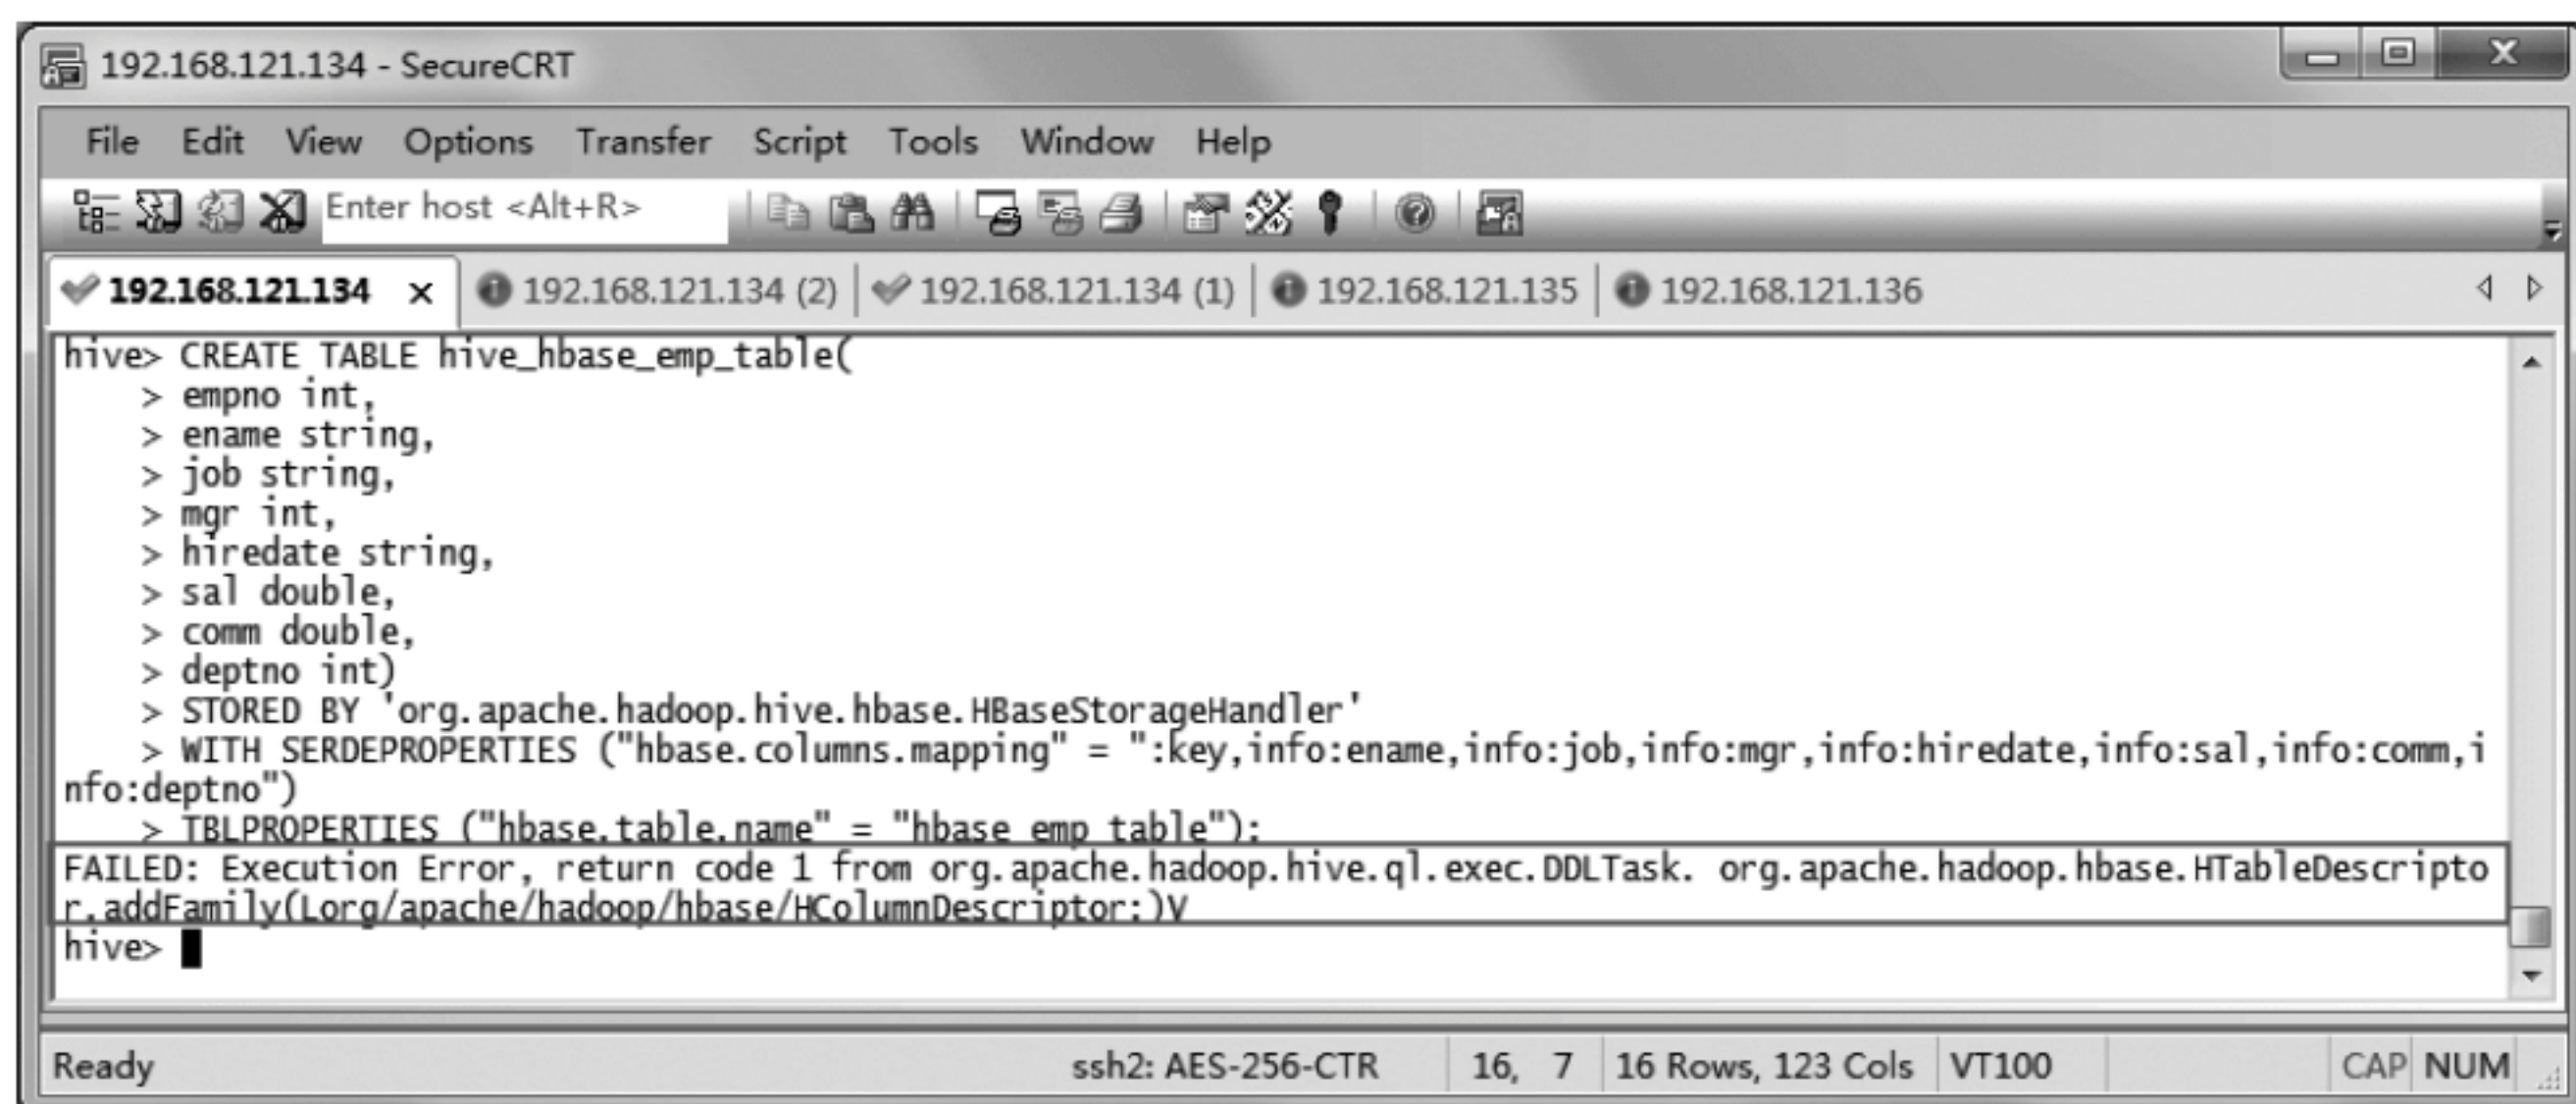 192.168.121.134 - SecureCRT
File Edit View Options Transfer Script Tools Window Help
Enter host <Alt+R>
192.168.121.134 x 192.168.121.134 (2) 192.168.121.134 (1) 192.168.121.135 192.168.121.136
hive> CREATE TABLE hive_hbase_emp_table(
> empno int,
> ename string,
> job string,
> mgr int,
> hiredate string,
> sal double,
> comm double,
> deptno int)
> STORED BY 'org.apache.hadoop.hive.hbase.HBaseStorageHandler'
> WITH SERDEPROPERTIES ("hbase.columns.mapping" = ":key,info:ename,info:job,info:mgr,info:hiredate,info:sal,info:comm,i
nfo:deptno")
> TBLPROPERTIES ("hbase.table.name" = "hbase_emp_table");
FAILED: Execution Error, return code 1 from org.apache.hadoop.hive.ql.exec.DDLTask. org.apache.hadoop.hbase.HTableDescripto
r.addFamily(Lorg/apache/hadoop/hbase/HColumnDescriptor;)V
hive>
Ready ssh2: AES-256-CTR 16, 7 16 Rows, 123 Cols VT100 CAP NUM